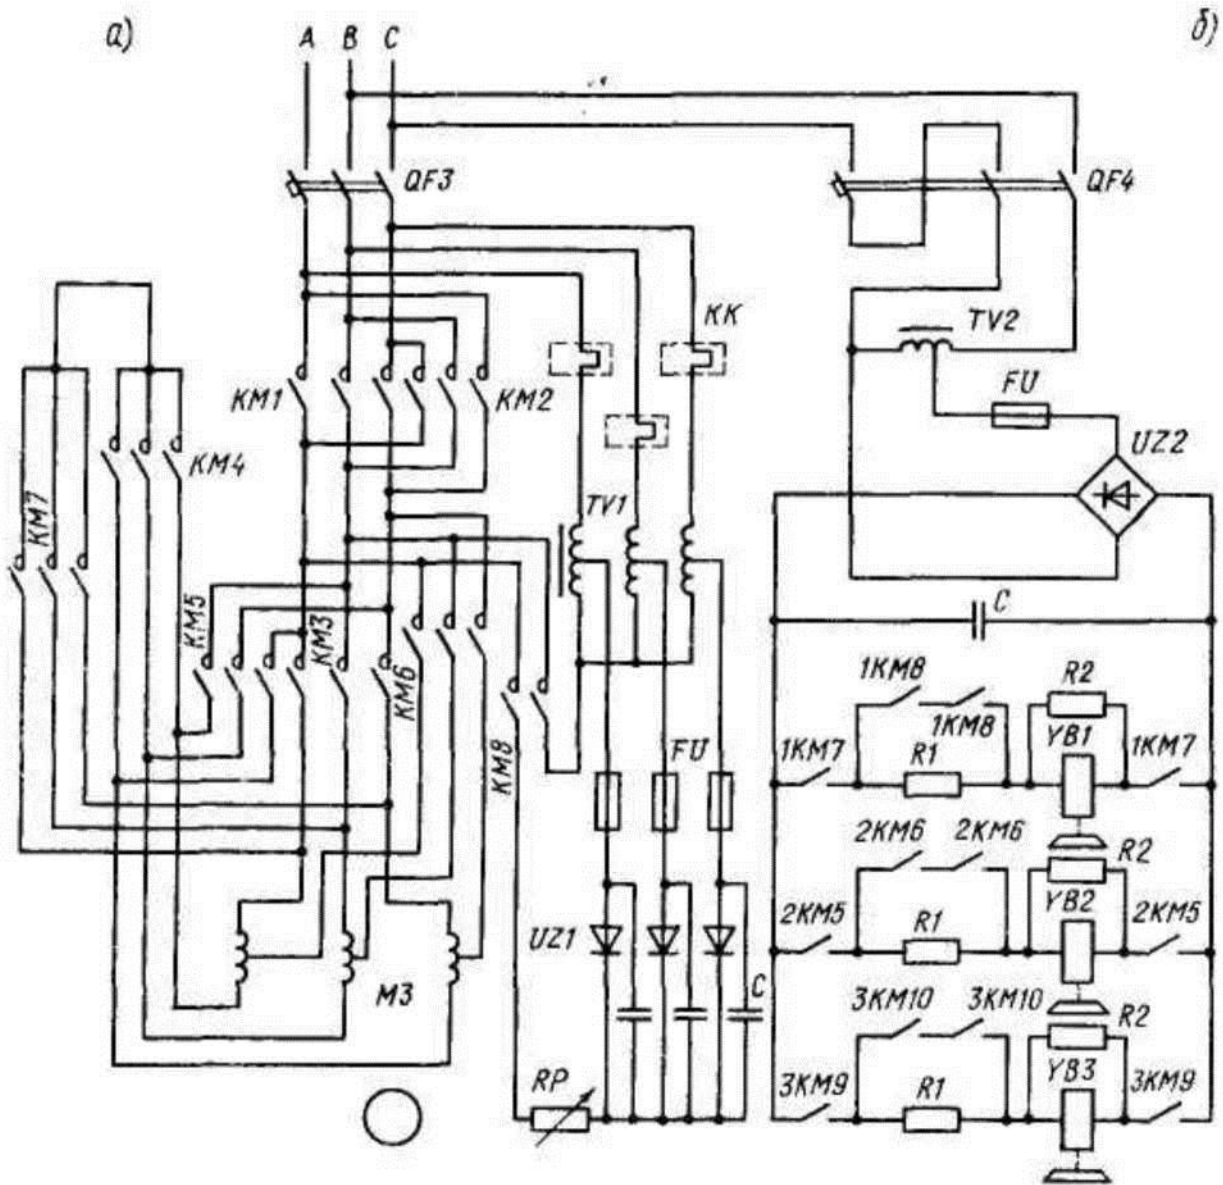 а)
A B C
б)
QF3
QF4
KK
TV2
KM1
KM2
FU
KM4
UZ2
KM7
TV1
C
KM5
KM3
KM6
1KM8
R2
1KM8
YB1
KM8
FU
1KM7
R1
1KM7
2KM6
2KM6
R2
YB2
UZ1
2KM5
R1
2KM5
M3
C
3KM10
3KM10
R2
RP
YB3
3KM9
R1
3KM9